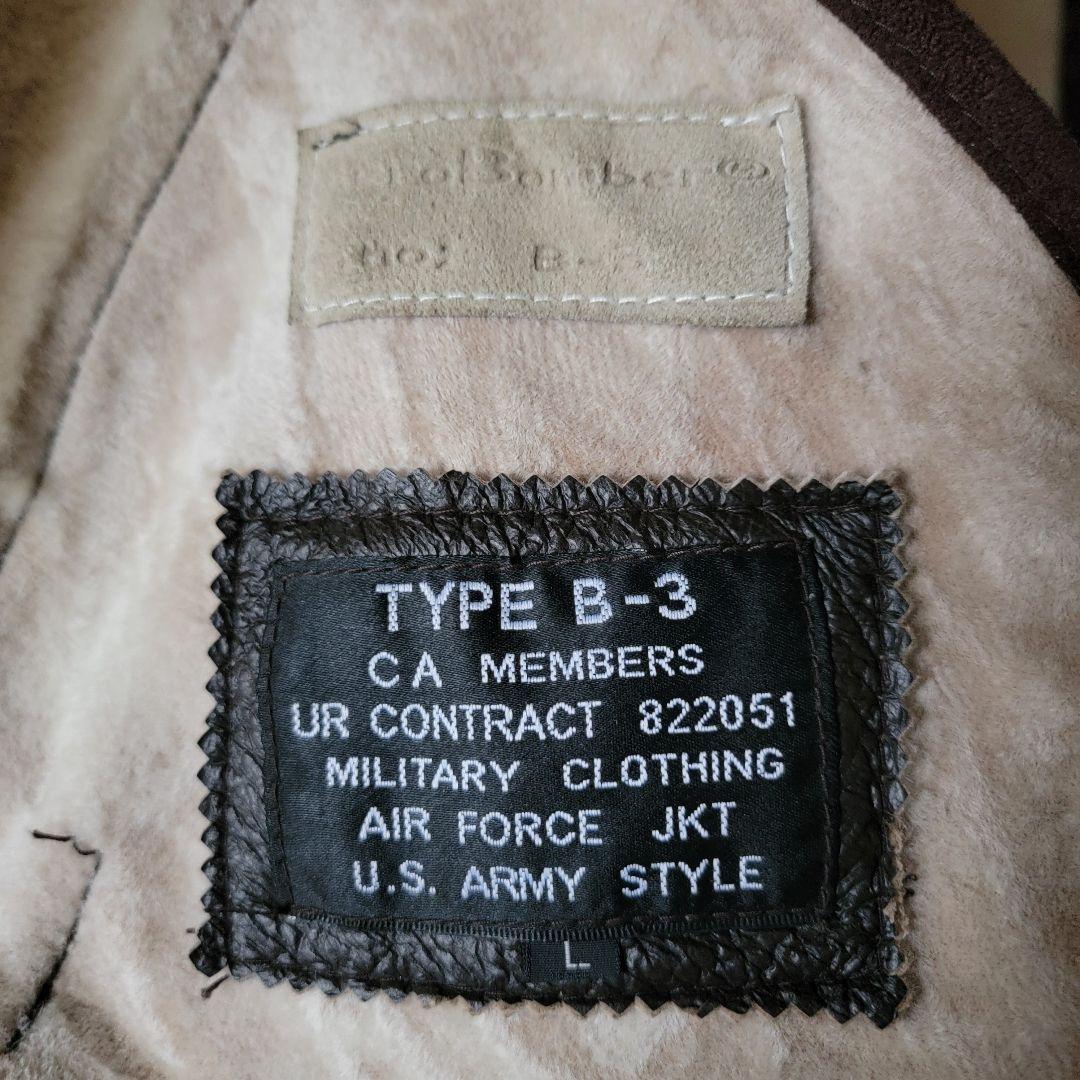 B-
TYPE B-3
CA MEMBERS
UR CONTRACT 822051
MILITARY CLOTHING
AIR FORCE JKT
U.S. ARMY STYLE
L